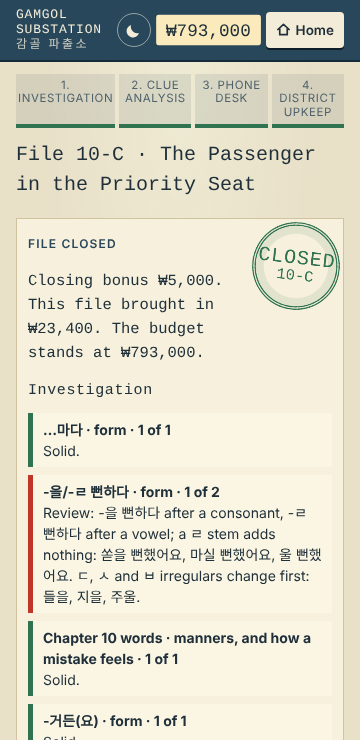 GAMGOL
SUBSTATION
감골 파출소
₩793,000
Home
1.
INVESTIGATION
2. CLUE
ANALYSIS
3. PHONE
DESK
4.
DISTRICT
UPKEEP
File 10-C · The Passenger
in the Priority Seat
FILE CLOSED
CLOSED
10-C
Closing bonus ₩5,000.
This file brought in
₩23,400. The budget
stands at ₩793,000.
Investigation
…마다 · form · 1 of 1
Solid.
-을/-ㄹ 뻔하다 · form · 1 of 2
Review: -을 뻔하다 after a consonant, -ㄹ
뻔하다 after a vowel; a ㄹ stem adds
nothing: 쏟을 뻔했어요, 마실 뻔했어요, 울 뻔했
어요. ㄷ, ㅅ and ㅂ irregulars change first:
들을, 지을, 주울.
Chapter 10 words · manners, and how a
mistake feels · 1 of 1
Solid.
-거든(요) · form · 1 of 1
Solid.